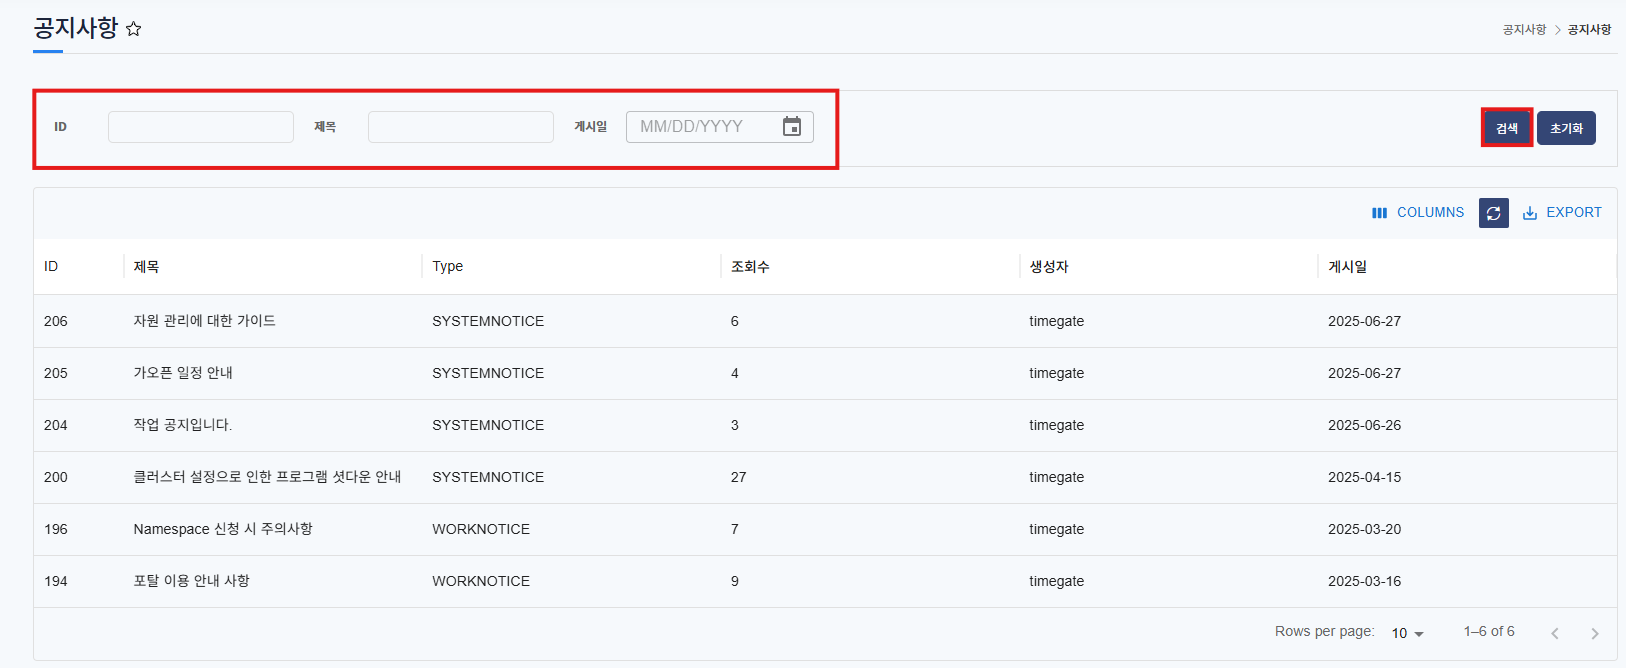 공지사항
공지사항 > 공지사항
ID 제목 게시일 MM/DD/YYYY 검색 초기화
COLUMNS EXPORT
ID 제목 Type 조회수 생성자 게시일
206 자원 관리에 대한 가이드 SYSTEMNOTICE 6 timegate 2025-06-27
205 가오픈 일정 안내 SYSTEMNOTICE 4 timegate 2025-06-27
204 작업 공지입니다. SYSTEMNOTICE 3 timegate 2025-06-26
200 클러스터 설정으로 인한 프로그램 셧다운 안내 SYSTEMNOTICE 27 timegate 2025-04-15
196 Namespace 신청 시 주의사항 WORKNOTICE 7 timegate 2025-03-20
194 포탈 이용 안내 사항 WORKNOTICE 9 timegate 2025-03-16
Rows per page: 10 1–6 of 6